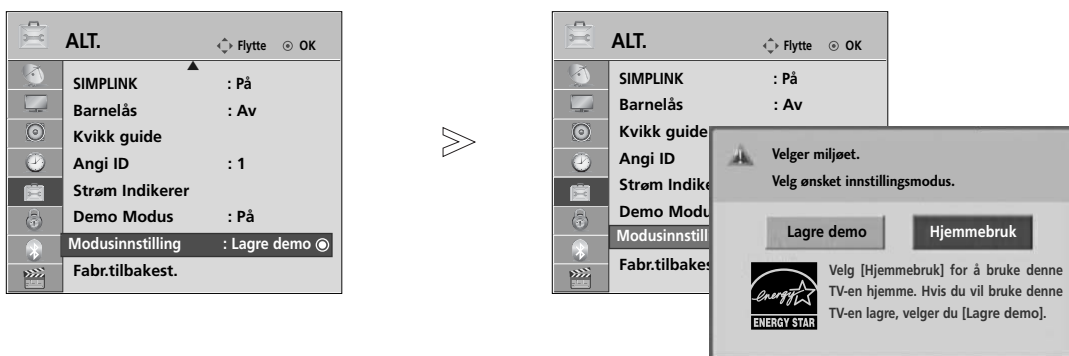 ALT.
Flytte OK
SIMPLINK : På
Barnelås : Av
Kvikk guide
Angi ID : 1
Strøm Indikerer
Demo Modus : På
Modusinnstilling : Lagre demo
Fabr.tilbakest.
ALT.
Flytte OK
SIMPLINK : På
Barnelås : Av
Kvikk guide
Angi ID
Strøm Indike
Demo Modu
Modusinnstill
Fabr.tilbakes
Velger miljøet.
Velg ønsket innstillingsmodus.
Lagre demo Hjemmebruk
energy
ENERGY STAR
Velg [Hjemmebruk] for å bruke denne
TV-en hjemme. Hvis du vil bruke denne
TV-en lagre, velger du [Lagre demo].